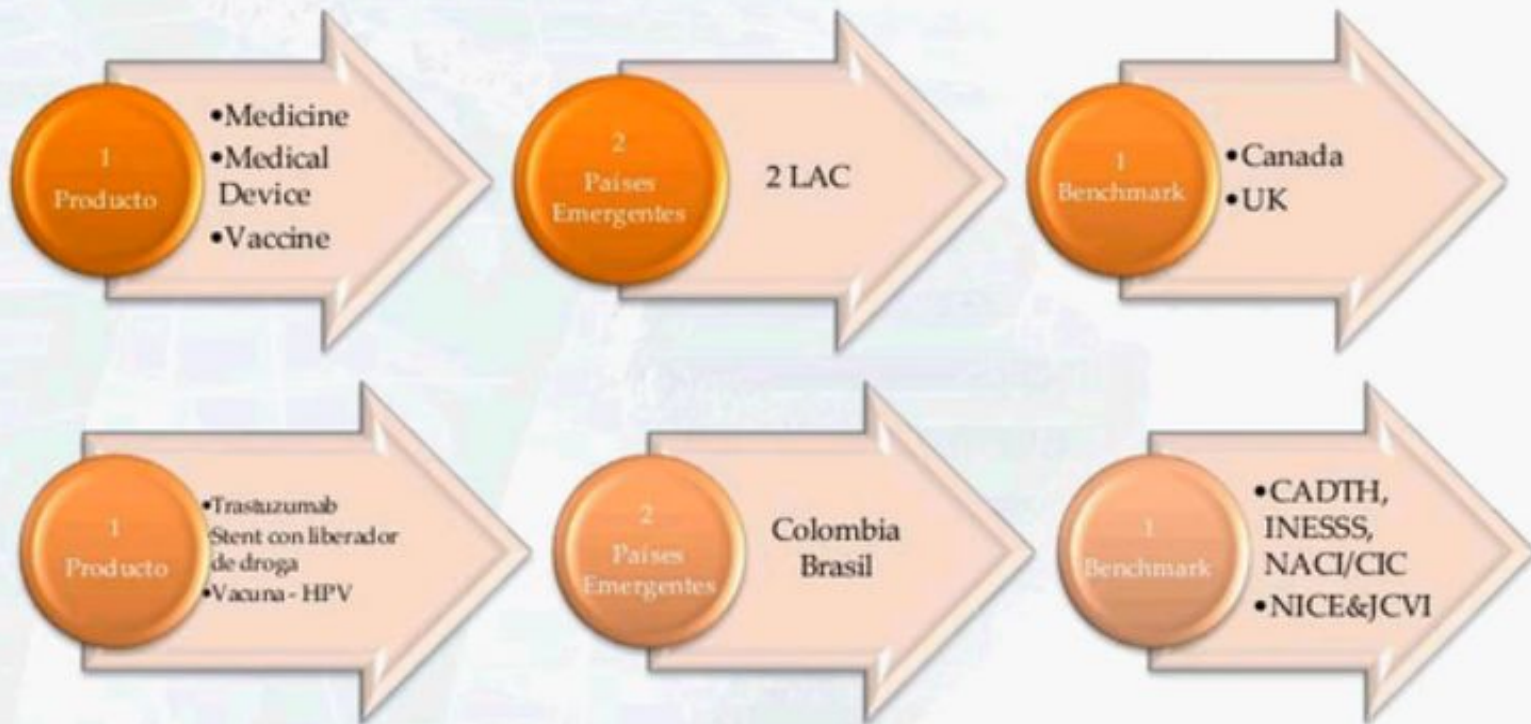 1
Producto
•Medicine
•Medical
Device
•Vaccine
2
Países
Emergentes
2 LAC
1
Benchmark
•Canada
•UK
1
Producto
•Trastuzumab
Stent con liberador
de droga
•Vacuna - HPV
2
Países
Emergentes
Colombia
Brasil
1
Benchmark
•CADTH,
INESSS,
NACI/CIC
•NICE&JCVI